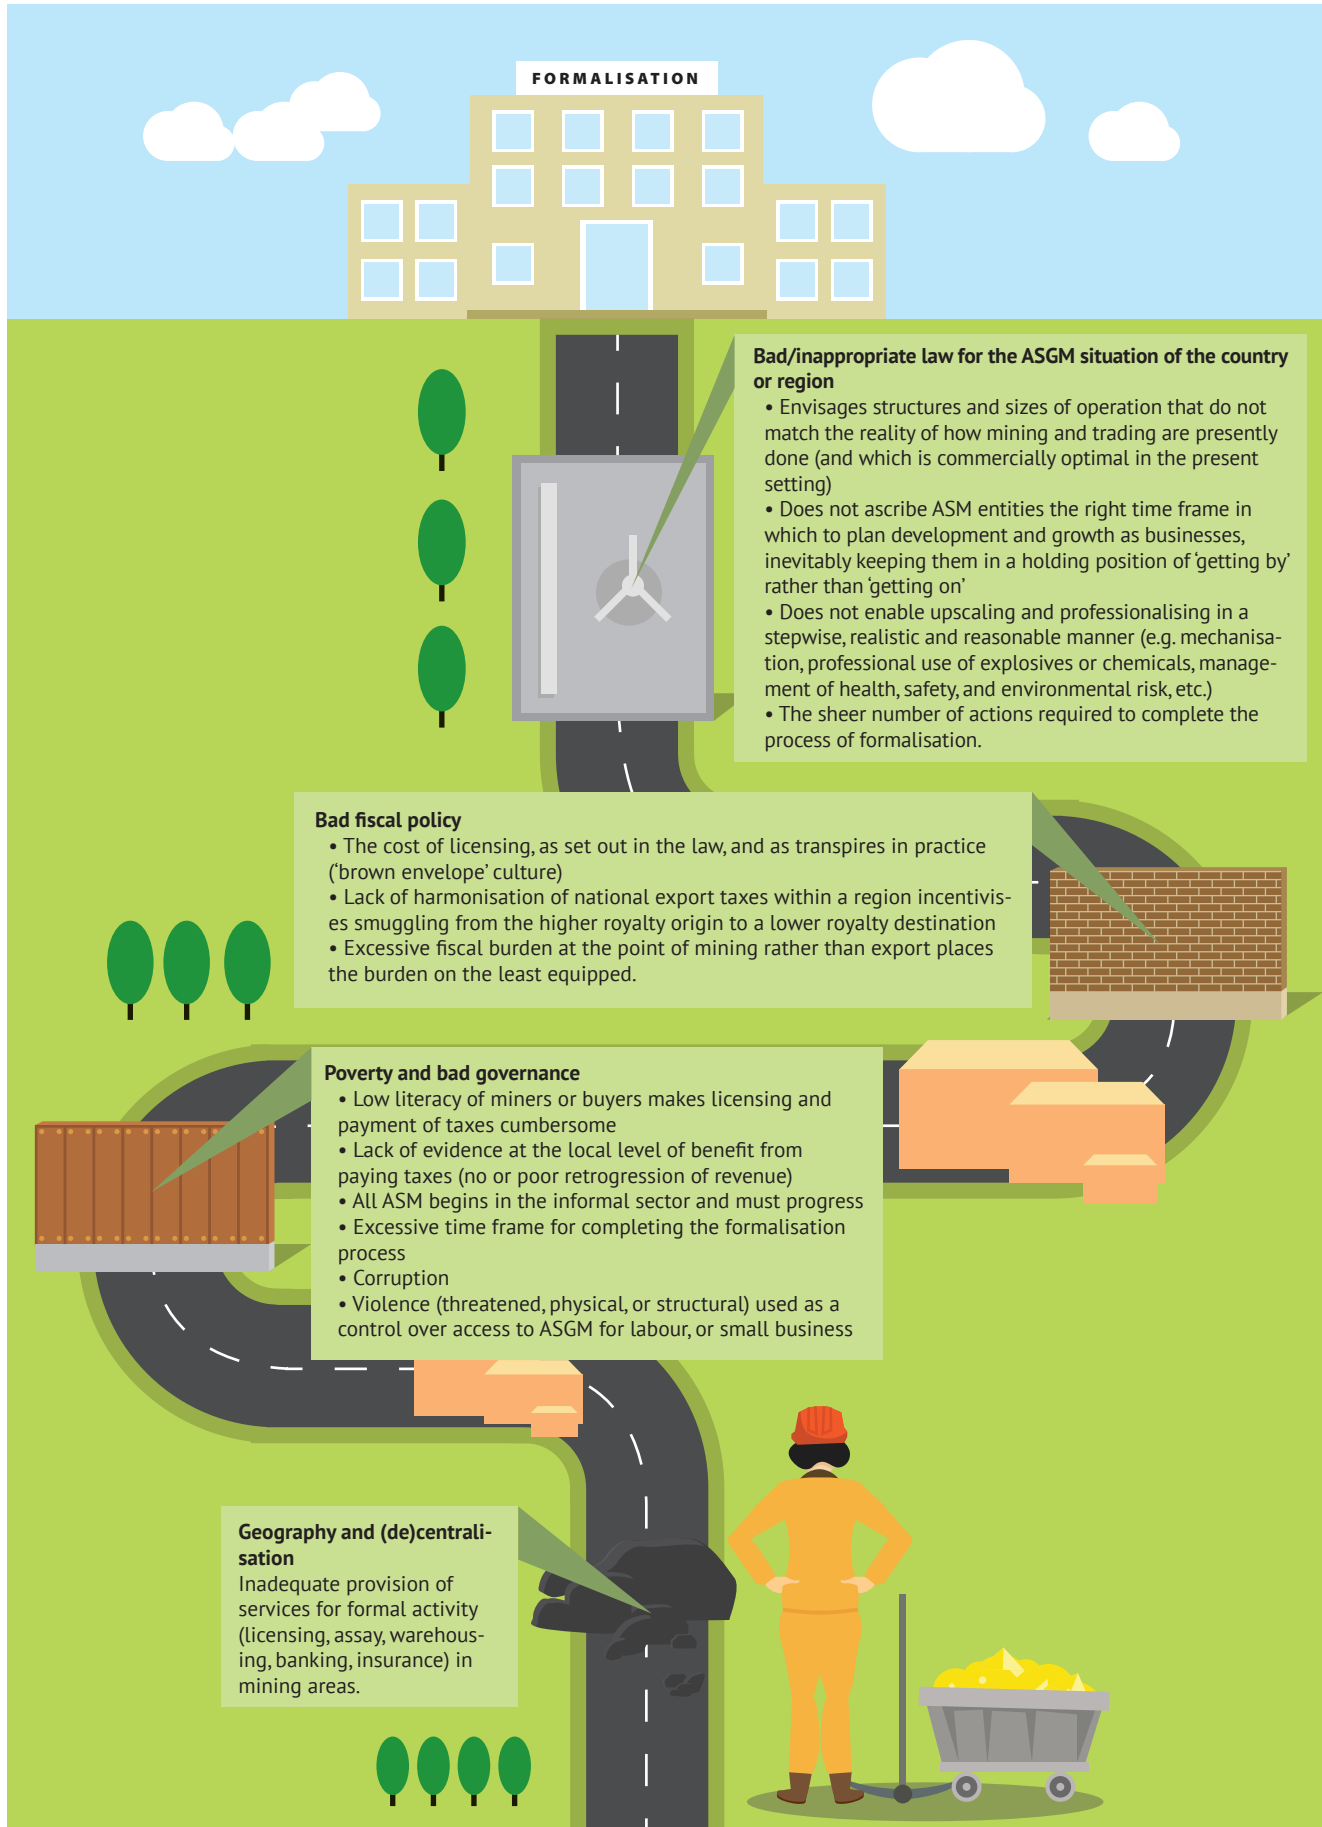 FORMALISATION
Bad/inappropriate law for the ASGM situation of the country
or region
• Envisages structures and sizes of operation that do not
match the reality of how mining and trading are presently
done (and which is commercially optimal in the present
setting)
• Does not ascribe ASM entities the right time frame in
which to plan development and growth as businesses,
inevitably keeping them in a holding position of ‘getting by’
rather than ‘getting on’
• Does not enable upscaling and professionalising in a
stepwise, realistic and reasonable manner (e.g. mechanisa-
tion, professional use of explosives or chemicals, manage-
ment of health, safety, and environmental risk, etc.)
• The sheer number of actions required to complete the
process of formalisation.
Bad fiscal policy
• The cost of licensing, as set out in the law, and as transpires in practice
(‘brown envelope’ culture)
• Lack of harmonisation of national export taxes within a region incentivis-
es smuggling from the higher royalty origin to a lower royalty destination
• Excessive fiscal burden at the point of mining rather than export places
the burden on the least equipped.
Poverty and bad governance
• Low literacy of miners or buyers makes licensing and
payment of taxes cumbersome
• Lack of evidence at the local level of benefit from
paying taxes (no or poor retrogression of revenue)
• All ASM begins in the informal sector and must progress
• Excessive time frame for completing the formalisation
process
• Corruption
• Violence (threatened, physical, or structural) used as a
control over access to ASGM for labour, or small business
Geography and (de)centrali-
sation
Inadequate provision of
services for formal activity
(licensing, assay, warehous-
ing, banking, insurance) in
mining areas.